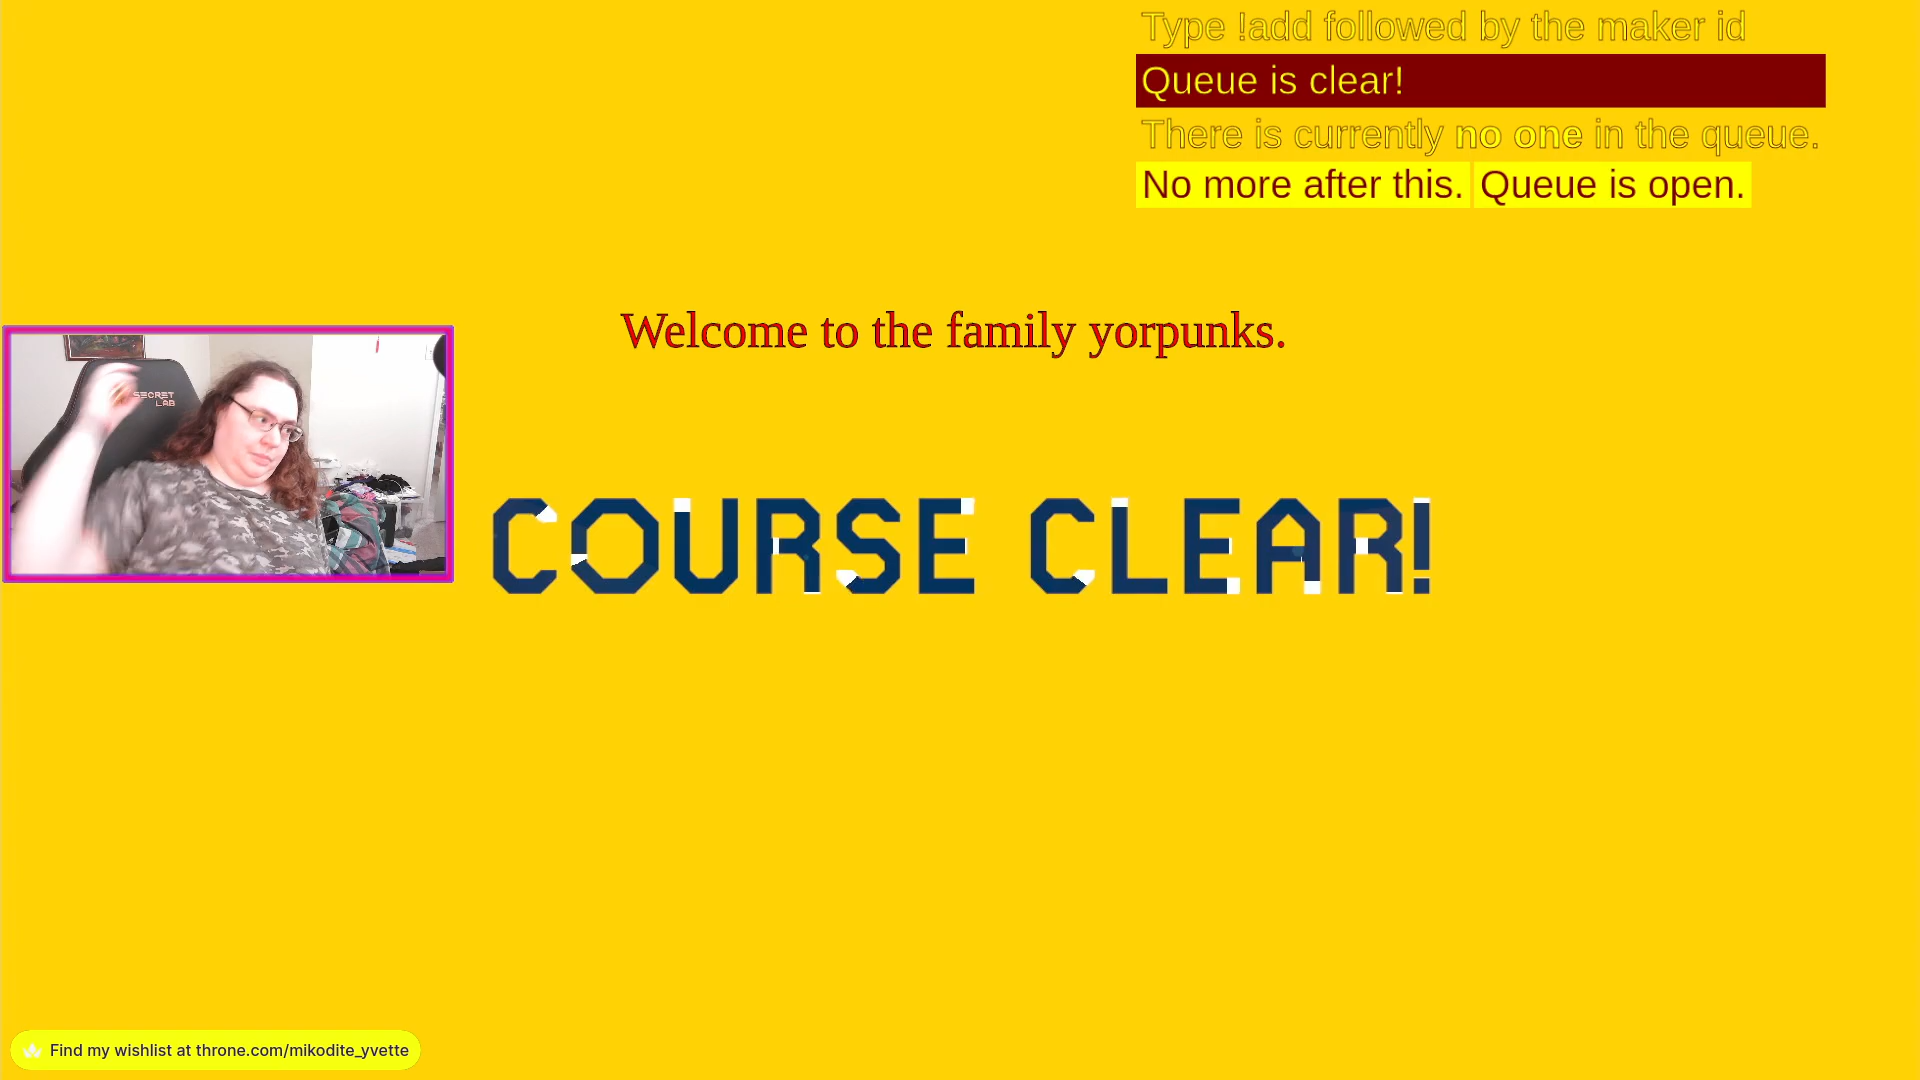 Type !add followed by the maker id
Queue is clear!
There is currently no one in the queue.
No more after this. Queue is open.
Welcome to the family yorpunks.
SECRET
LAB
COURSE CLEAR!
Find my wishlist at throne.com/mikodite_yvette